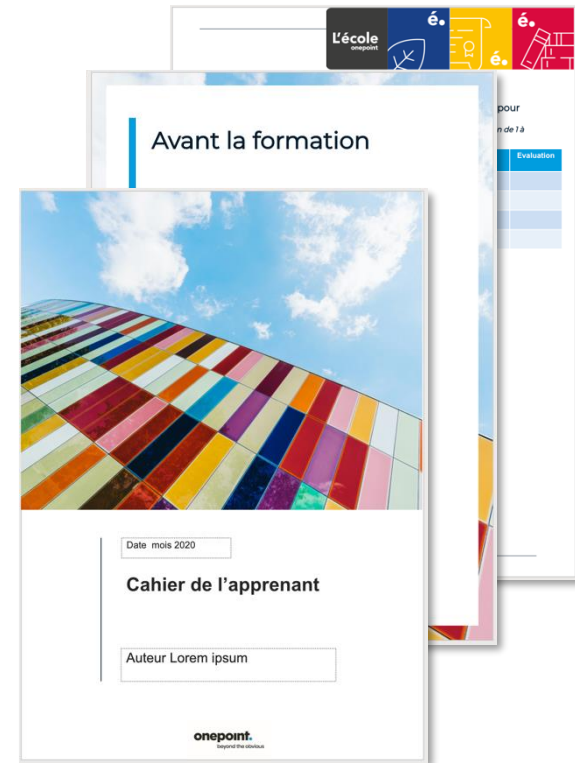 L'école
onepoint
é.
é.
é.
pour
n de 1 à
Evaluation
Avant la formation
Date mois 2020
Cahier de l'apprenant
Auteur Lorem ipsum
onepoint.
beyond the obvious